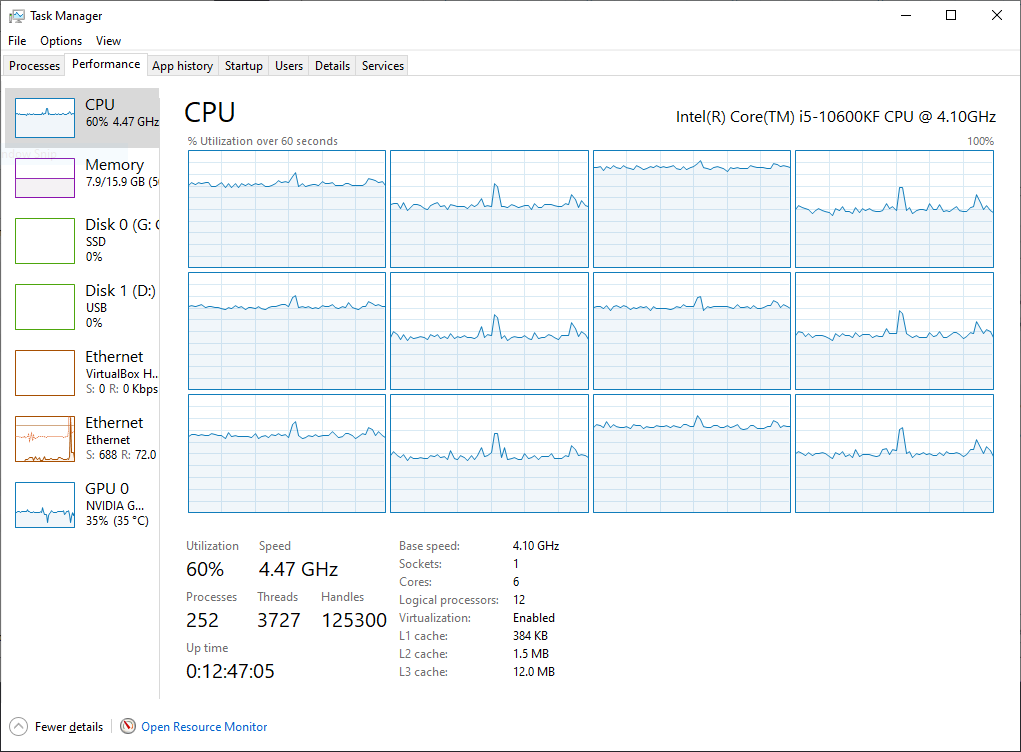 Task Manager
File Options View
Processes Performance App history Startup Users Details Services
CPU
60% 4.47 GHz
Memory
7.9/15.9 GB (50
Disk 0 (G: C
SSD
0%
Disk 1 (D:)
USB
0%
Ethernet
VirtualBox H...
S: 0 R: 0 Kbps
Ethernet
Ethernet
S: 688 R: 72.0
GPU 0
NVIDIA G...
35% (35 °C)
CPU
Intel(R) Core(TM) i5-10600KF CPU @ 4.10GHz
% Utilization over 60 seconds 100%
Utilization Speed
60% 4.47 GHz
Processes Threads Handles
252 3727 125300
Up time
0:12:47:05
Base speed: 4.10 GHz
Sockets: 1
Cores: 6
Logical processors: 12
Virtualization: Enabled
L1 cache: 384 KB
L2 cache: 1.5 MB
L3 cache: 12.0 MB
Fewer details Open Resource Monitor